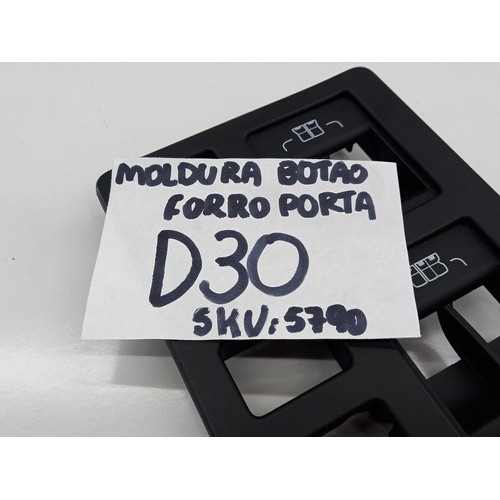 MOLDURA BOTAO
FORRO PORTA
D30
SKU: 5790